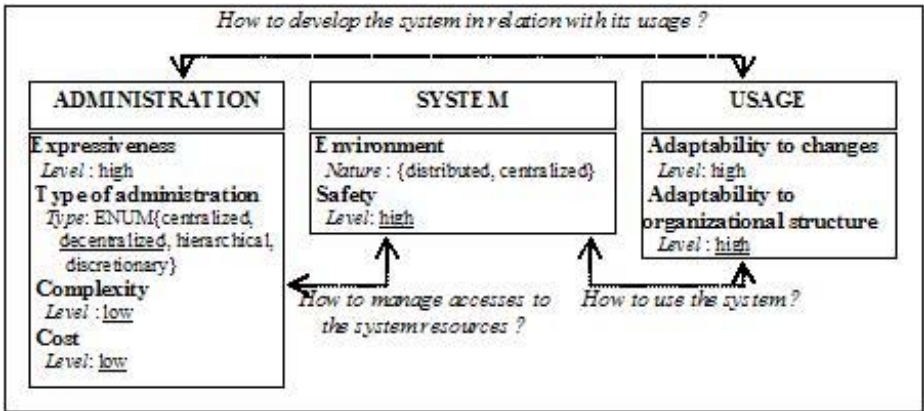 How to develop the system in relation with its usage ?
ADMINISTRATION
Expressiveness
Level : high
Type of administration
Type: ENUM{centralized,
decentralized, hierarchical,
discretionary}
Complexity
Level : low
Cost
Level: low
SYSTEM
Environment
Nature : {distributed, centralized}
Safety
Level: high
USAGE
Adaptability to changes
Level: high
Adaptability to
organizational structure
Level : high
How to manage accesses to
the system resources ?
How to use the system ?